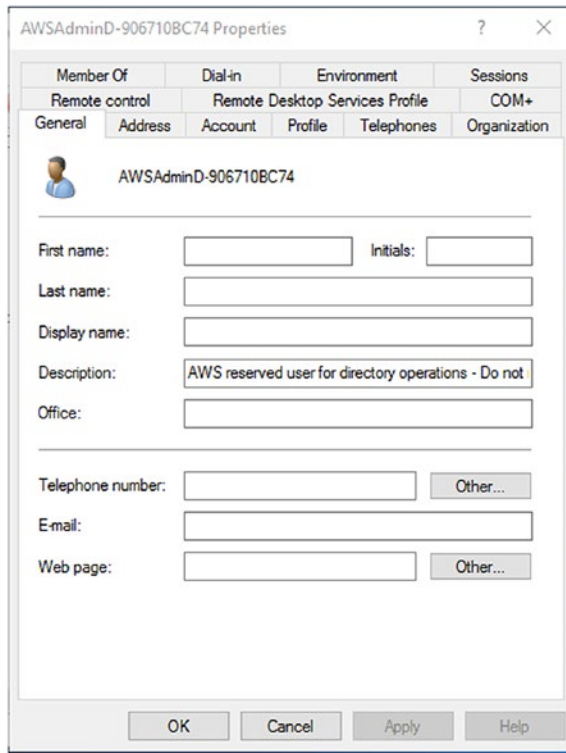 AWSAdminD-906710BC74 Properties ?
Member Of Dial-in Environment Sessions
Remote control Remote Desktop Services Profile COM+
General Address Account Profile Telephones Organization
AWSAdminD-906710BC74
First name: Initials:
Last name:
Display name:
Description: AWS reserved user for directory operations - Do not
Office:
Telephone number: Other...
E-mail:
Web page: Other...
OK Cancel Apply Help